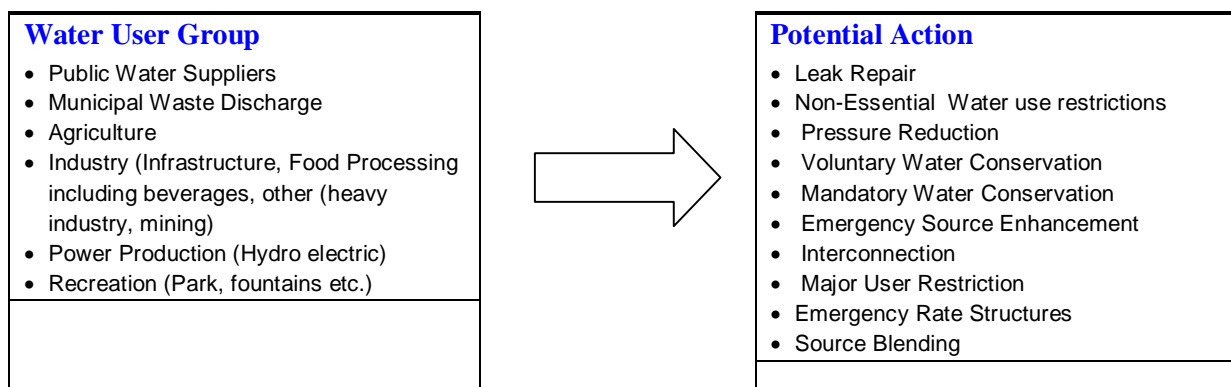 Water User Group
• Public Water Suppliers
• Municipal Waste Discharge
• Agriculture
• Industry (Infrastructure, Food Processing
including beverages, other (heavy
industry, mining)
• Power Production (Hydro electric)
• Recreation (Park, fountains etc.)
Potential Action
• Leak Repair
• Non-Essential Water use restrictions
• Pressure Reduction
• Voluntary Water Conservation
• Mandatory Water Conservation
• Emergency Source Enhancement
• Interconnection
• Major User Restriction
• Emergency Rate Structures
• Source Blending